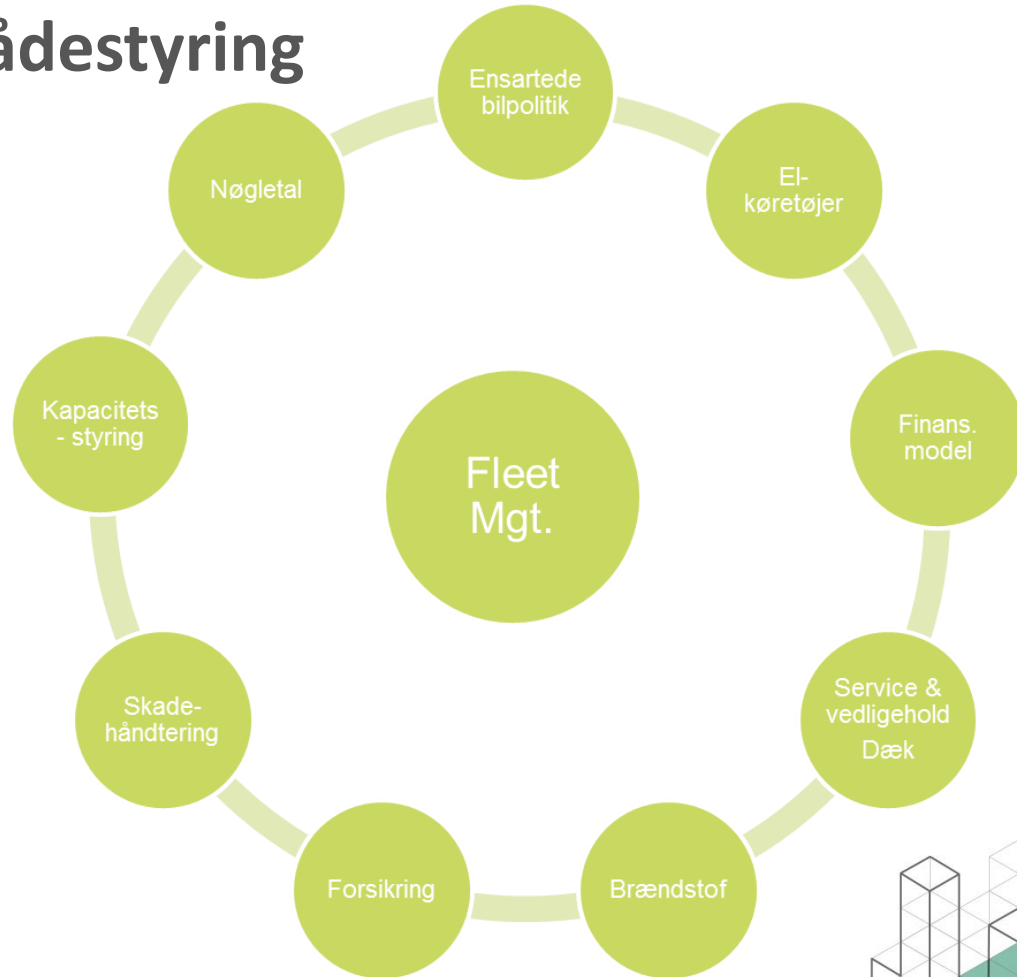 ådestyring
Ensartede
bilpolitik
El-
køretøjer
Finans.
model
Service &
vedligehold
Dæk
Brændstof
Forsikring
Skade-
håndtering
Kapacitets
- styring
Nøgletal
Fleet
Mgt.